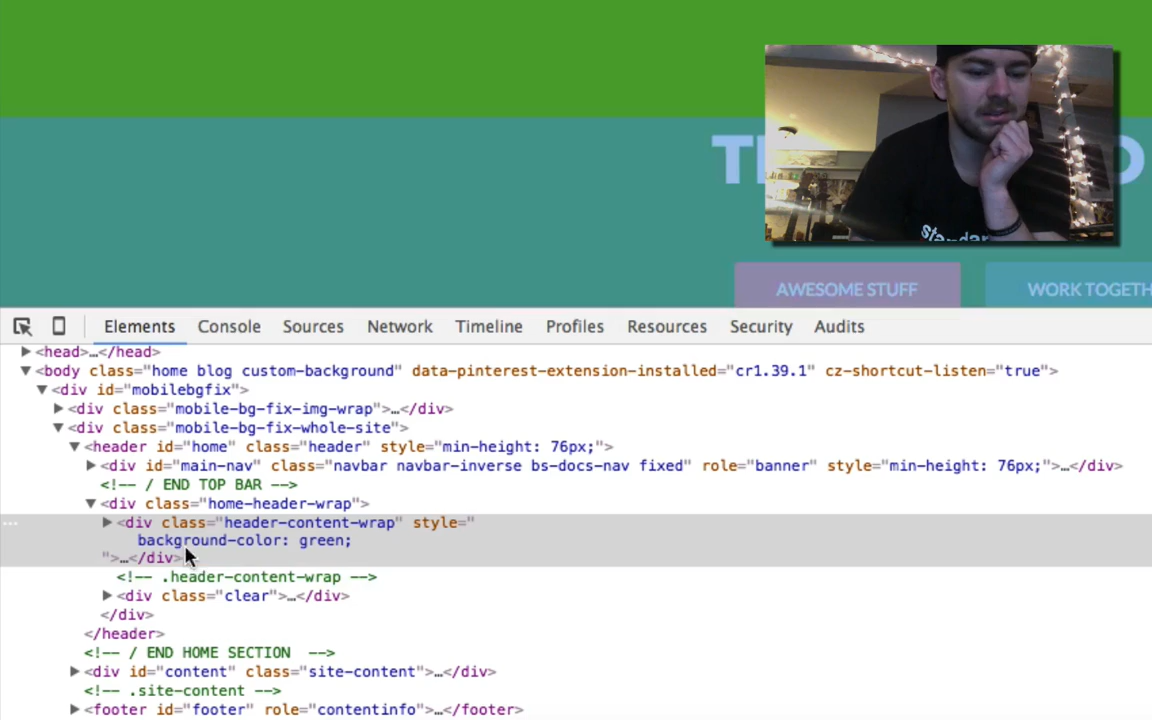 AWESOME STUFF
WORK TOGETH
Elements Console Sources Network Timeline Profiles Resources Security Audits
▶<head>…</head>
▼<body class="home blog custom-background" data-pinterest-extension-installed="cr1.39.1" cz-shortcut-listen="true">
▼<div id="mobilebgfix">
▶<div class="mobile-bg-fix-img-wrap">…</div>
▼<div class="mobile-bg-fix-whole-site">
▼<header id="home" class="header" style="min-height: 76px;">
▶<div id="main-nav" class="navbar navbar-inverse bs-docs-nav fixed" role="banner" style="min-height: 76px;">…</div>
<!-- / END TOP BAR -->
▼<div class="home-header-wrap">
… ▶<div class="header-content-wrap" style="
background-color: green;
">…</div>
<!-- .header-content-wrap -->
▶<div class="clear">…</div>
</div>
</header>
<!-- / END HOME SECTION  -->
▶<div id="content" class="site-content">…</div>
<!-- .site-content -->
▶<footer id="footer" role="contentinfo">…</footer>